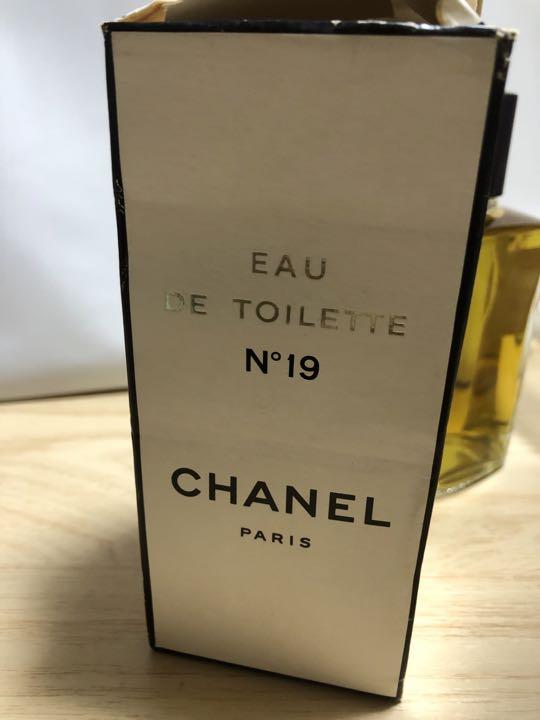 EAU
DE TOILETTE
N°19
CHANEL
PARIS